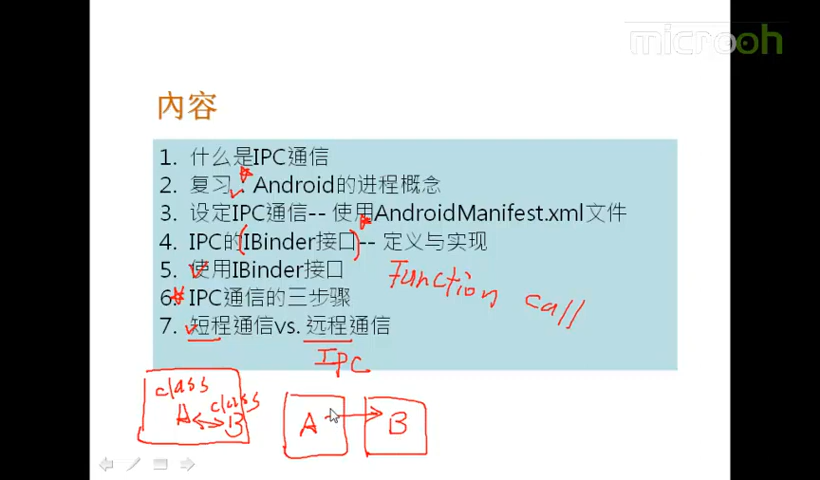 microoh
内容
1. 什么是IPC通信
2. 复习：Android的进程概念
3. 设定IPC通信-- 使用AndroidManifest.xml文件
4. IPC的(IBinder接口)-- 定义与实现
5. 使用IBinder接口
Function call
6. IPC通信的三步骤
7. 短程通信vs. 远程通信
IPC
class
class
A B
A B